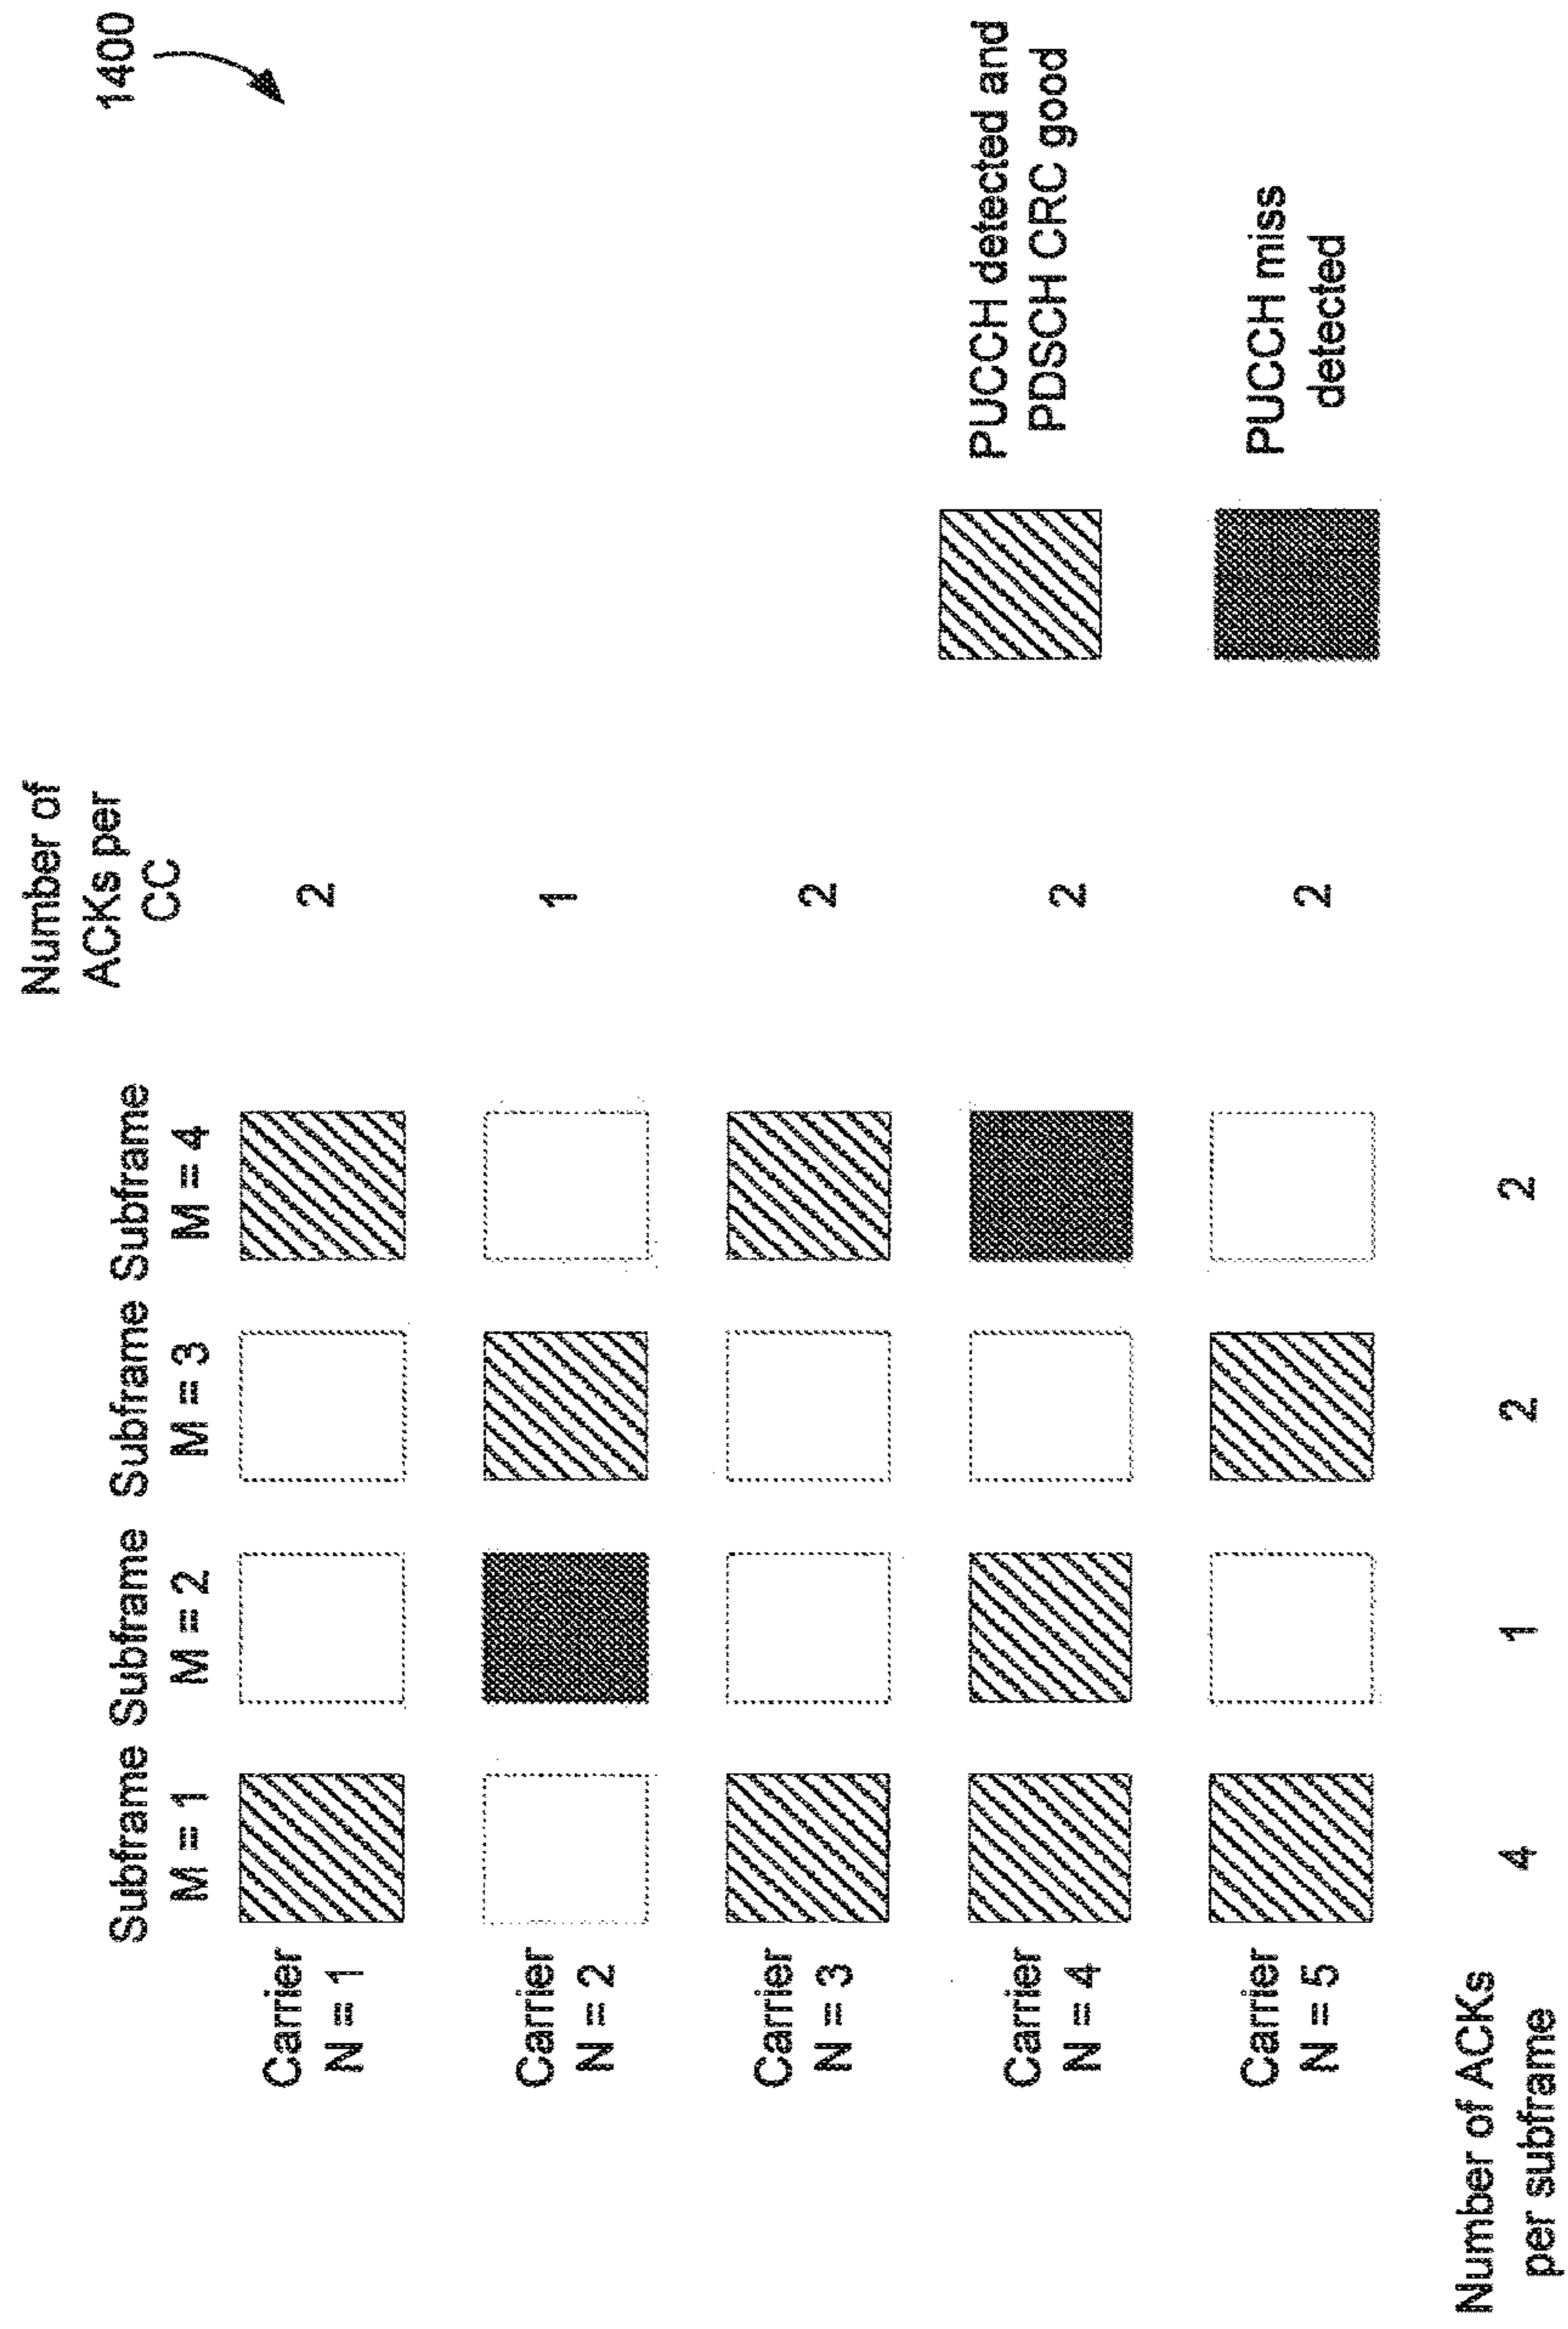 1400
Number of
ACKs per
CC
Subframe Subframe Subframe Subframe
M = 1 M = 2 M = 3 M = 4
Carrier
N = 1
2
Carrier
N = 2
1
Carrier
N = 3
2
Carrier
N = 4
2
Carrier
N = 5
2
Number of ACKs
per subframe
4 1 2 2
PUCCH detected and
PDSCH CRC good
PUCCH miss
detected